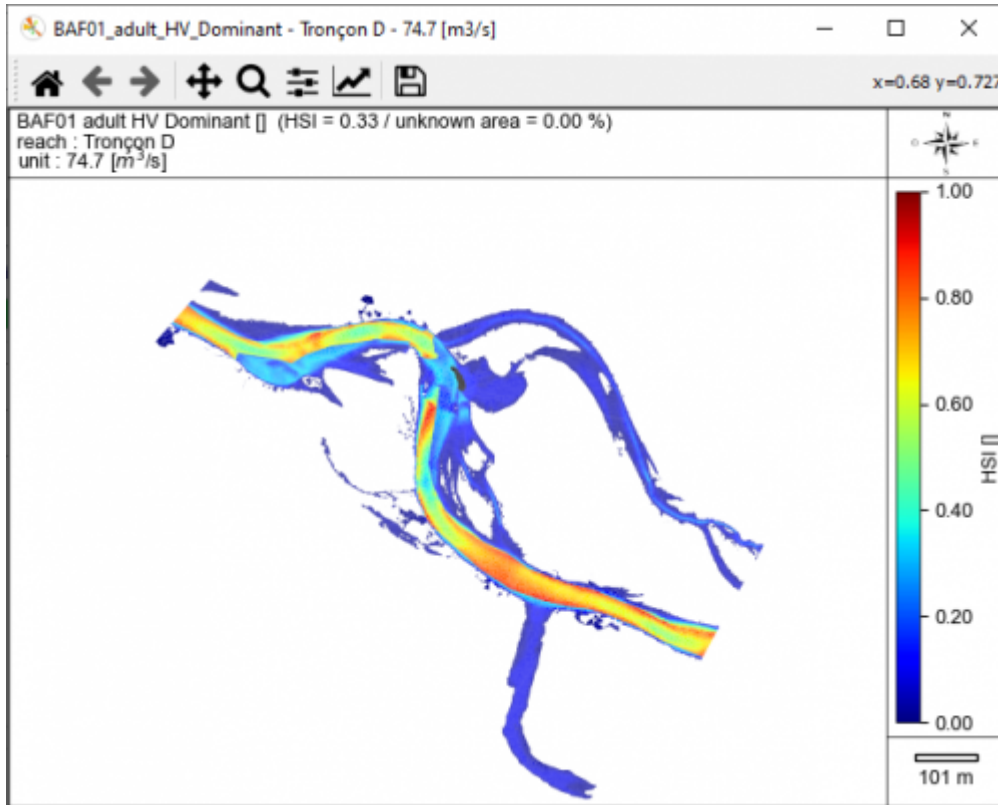 BAF01_adult_HV_Dominant - Tronçon D - 74.7 [m3/s]
x=0.68 y=0.727
BAF01 adult HV Dominant [] (HSI = 0.33 / unknown area = 0.00 %)
reach : Tronçon D
unit : 74.7 [m³/s]
N
O E
S
1.00
0.80
0.60
0.40
0.20
0.00
HSI []
101 m